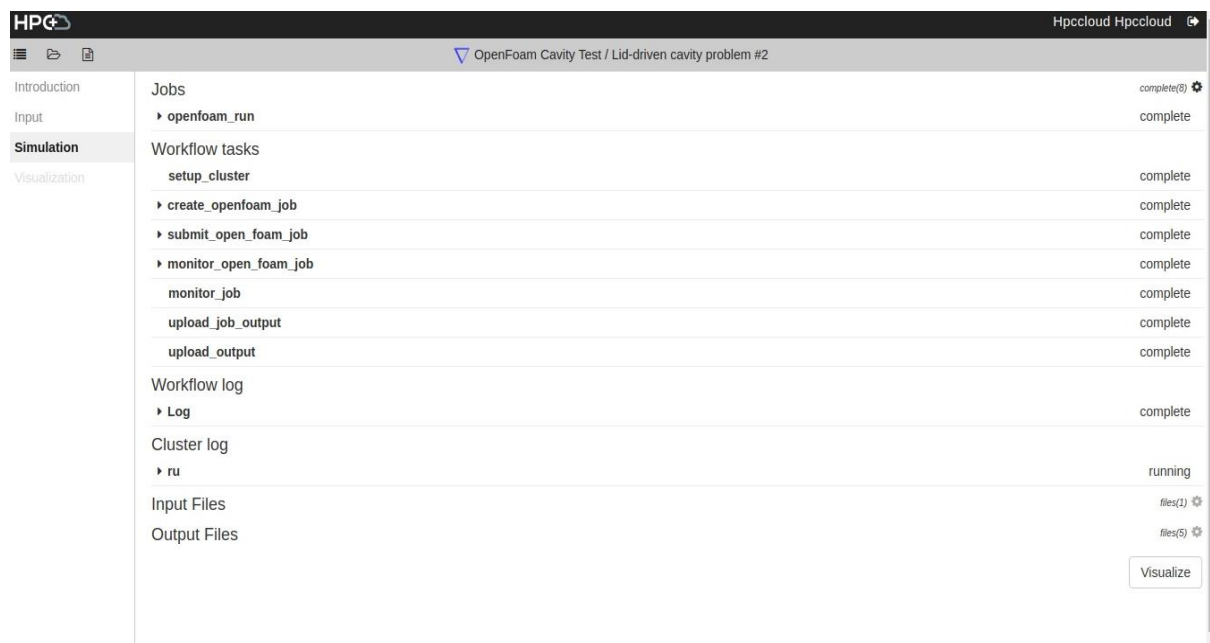 HPC
Hpccloud Hpccloud
OpenFoam Cavity Test / Lid-driven cavity problem #2
Introduction
Input
Simulation
Visualization
Jobs complete(8)
openfoam_run complete
Workflow tasks
setup_cluster complete
create_openfoam_job complete
submit_open_foam_job complete
monitor_open_foam_job complete
monitor_job complete
upload_job_output complete
upload_output complete
Workflow log
Log complete
Cluster log
ru running
Input Files files(1)
Output Files files(5)
Visualize